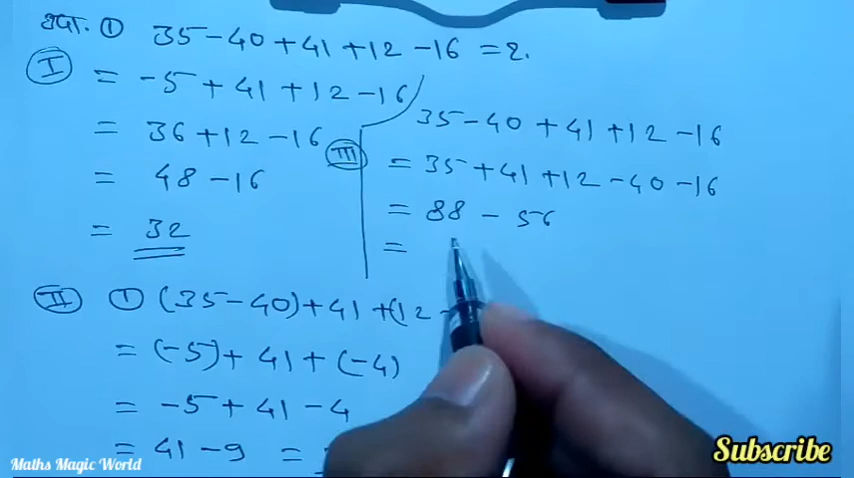 उदा. ① 35-40+41+12-16 = ?.
Ⅰ = -5+41+12-16
= 36+12-16
= 48-16
= 32
Ⅲ 35-40+41+12-16
= 35+41+12-40-16
= 88-56
=
Ⅱ ① (35-40)+41+(12
= (-5)+41+(-4)
= -5+41-4
= 41-9 =
Maths Magic World
Subscribe